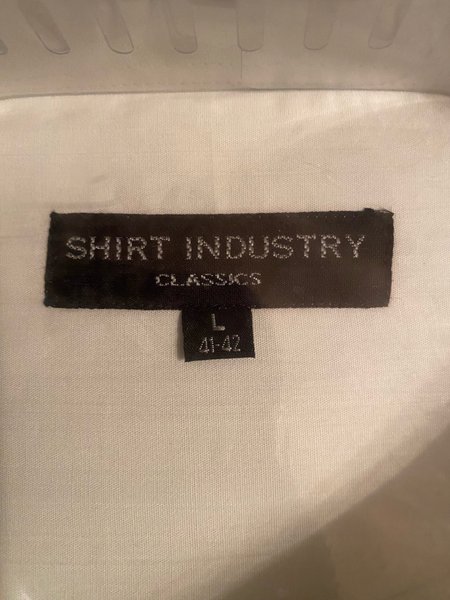 SHIRT INDUSTRY
CLASSICS
L
41-42